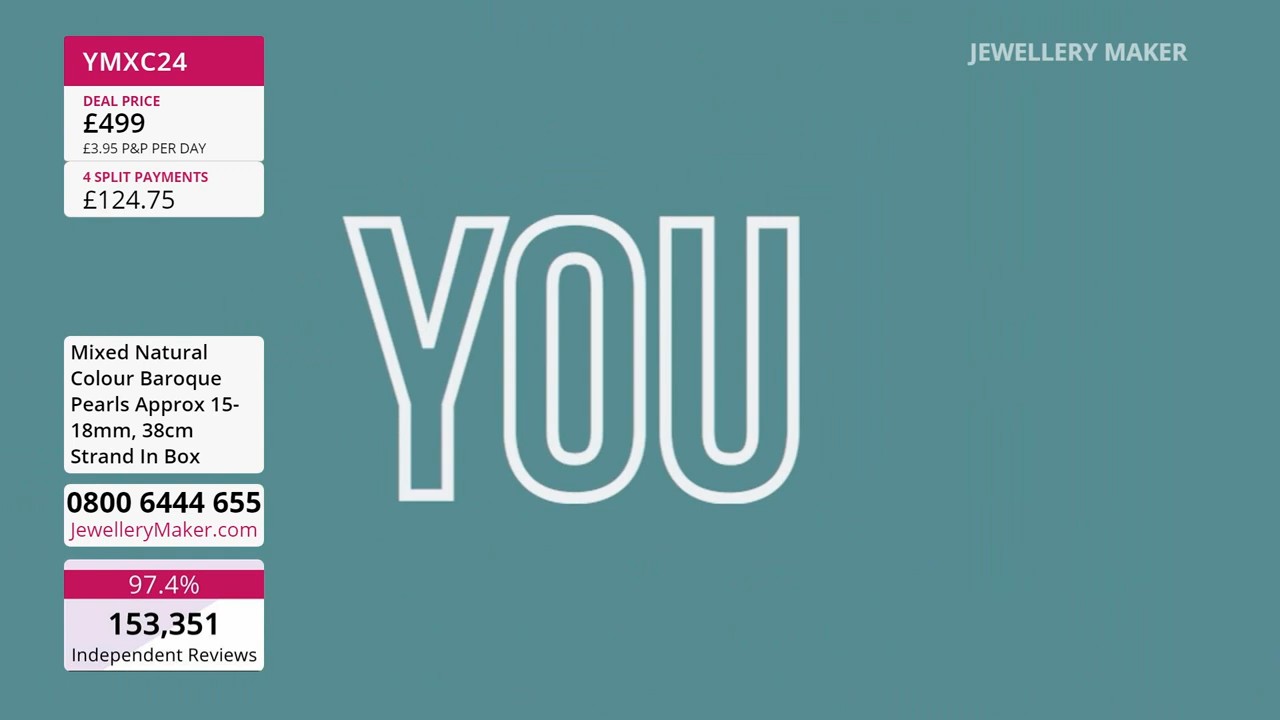 YMXC24
DEAL PRICE
£499
£3.95 P&P PER DAY
4 SPLIT PAYMENTS
£124.75
Mixed Natural
Colour Baroque
Pearls Approx 15-
18mm, 38cm
Strand In Box
0800 6444 655
JewelleryMaker.com
97.4%
153,351
Independent Reviews
YOU
JEWELLERY MAKER